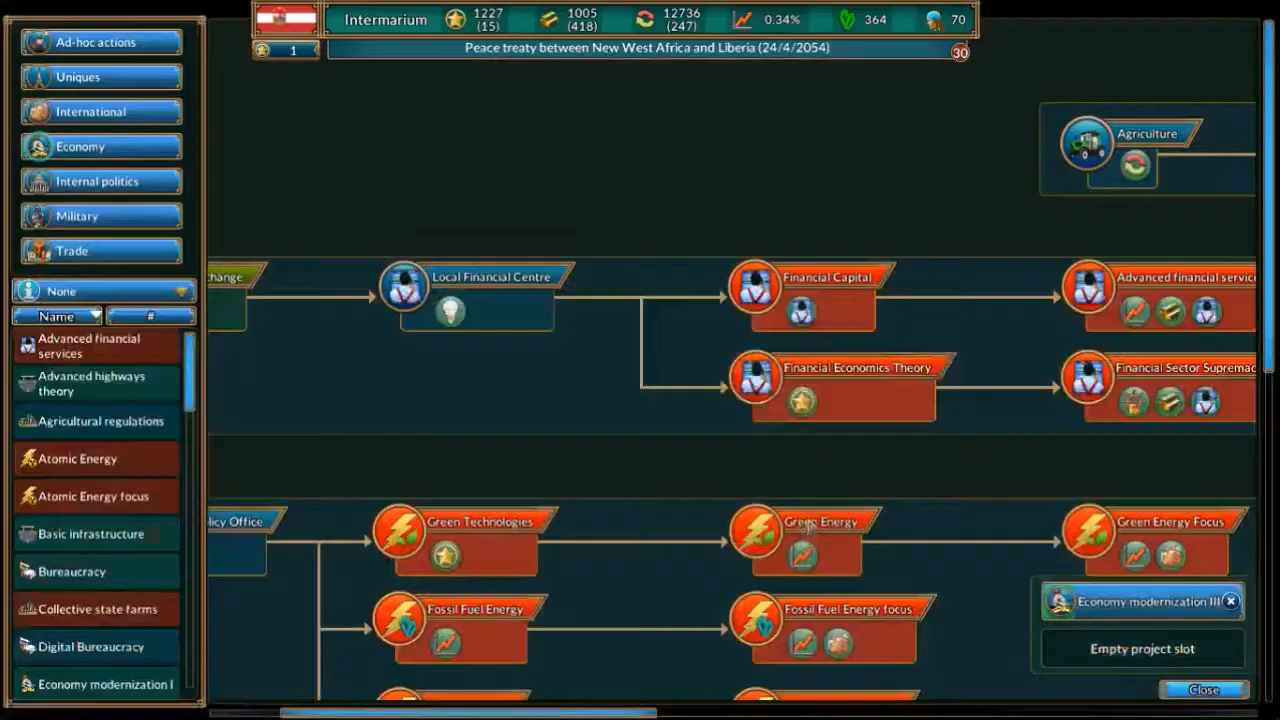 Intermarium
1227
(15)
1005
(418)
12736
(247)
0.34%
364
70
1
Peace treaty between New West Africa and Liberia (24/4/2054)
30
Ad-hoc actions
Uniques
International
Economy
Internal politics
Military
Trade
None
Name
#
Advanced financial
services
Advanced highways
theory
Agricultural regulations
Atomic Energy
Atomic Energy focus
Basic infrastructure
Bureaucracy
Collective state farms
Digital Bureaucracy
Economy modernization I
Agriculture
hange
Local Financial Centre
Financial Capital
Advanced financial servic
Financial Economics Theory
Financial Sector Supremac
licy Office
Green Technologies
Green Energy
Green Energy Focus
Fossil Fuel Energy
Fossil Fuel Energy focus
Economy modernization III
Empty project slot
Close